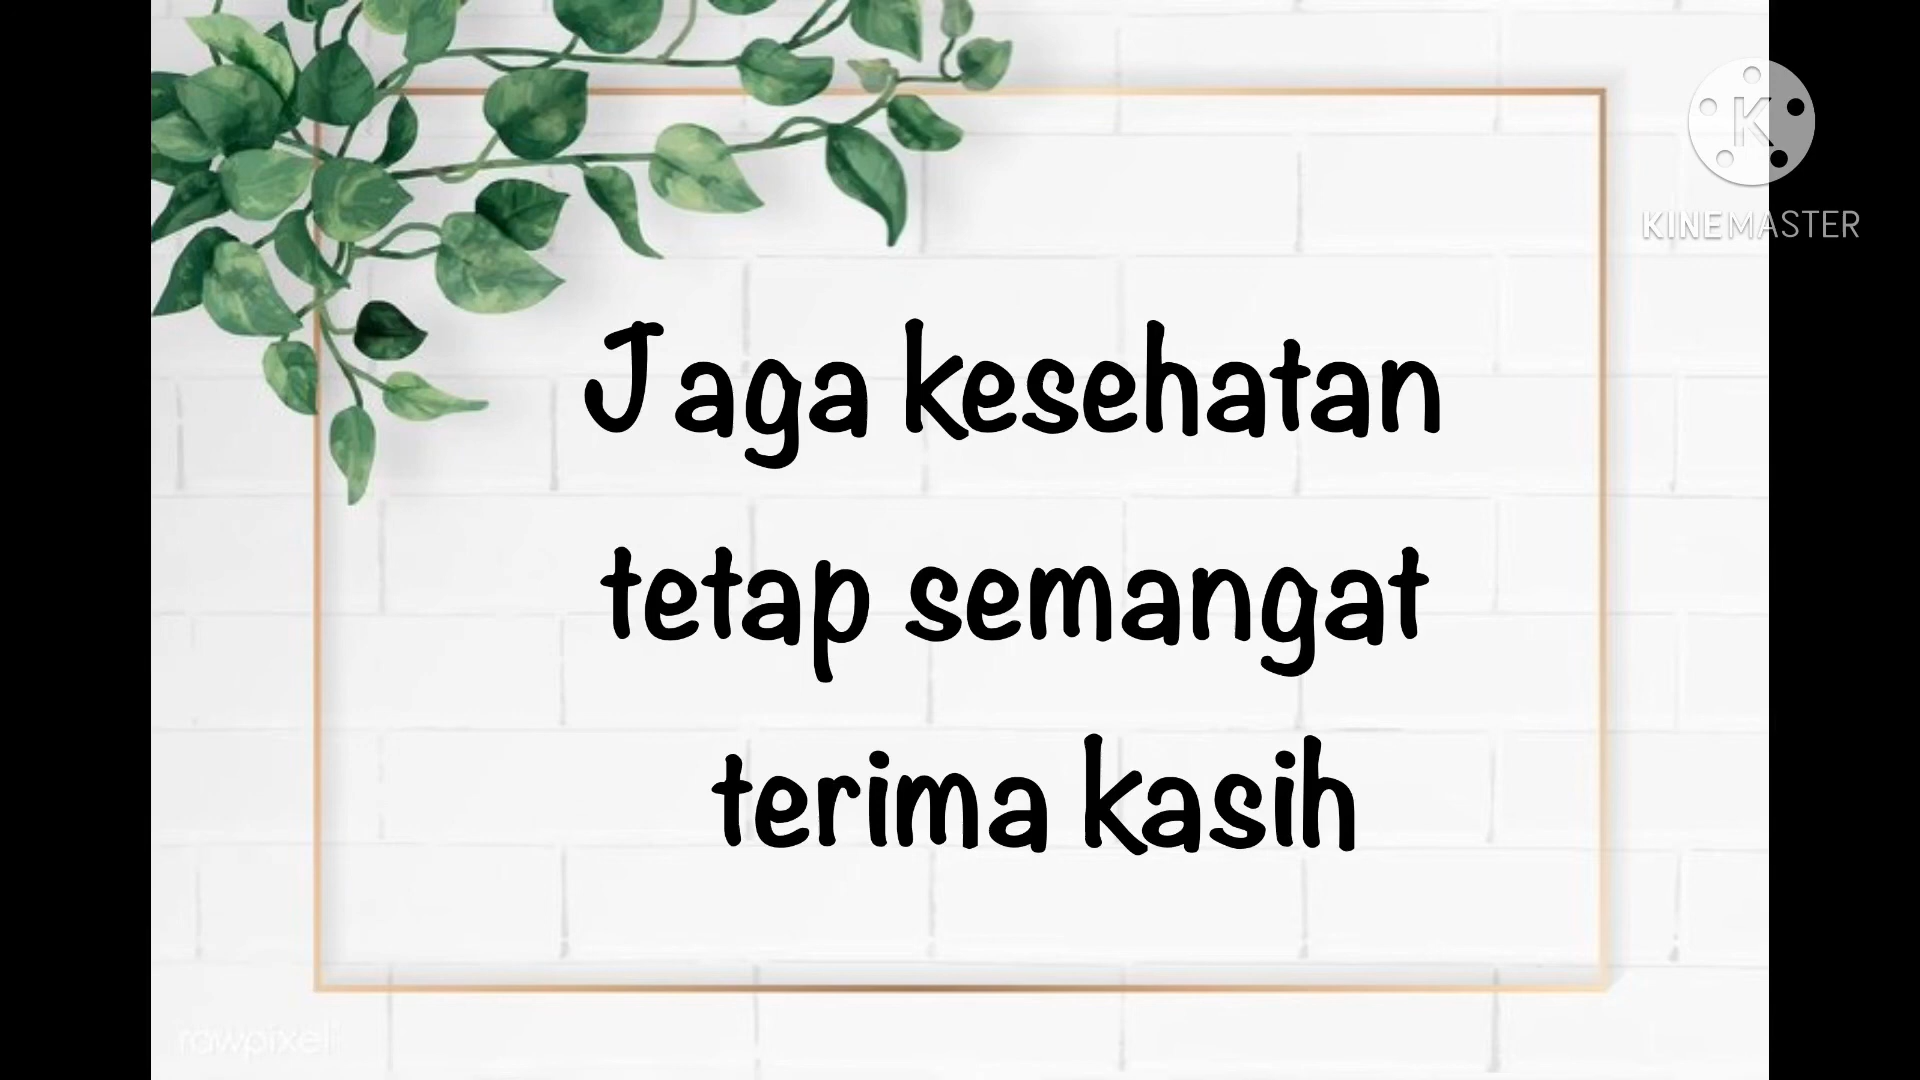 KINEMASTER
Jaga kesehatan
tetap semangat
terima kasih
rawpixel